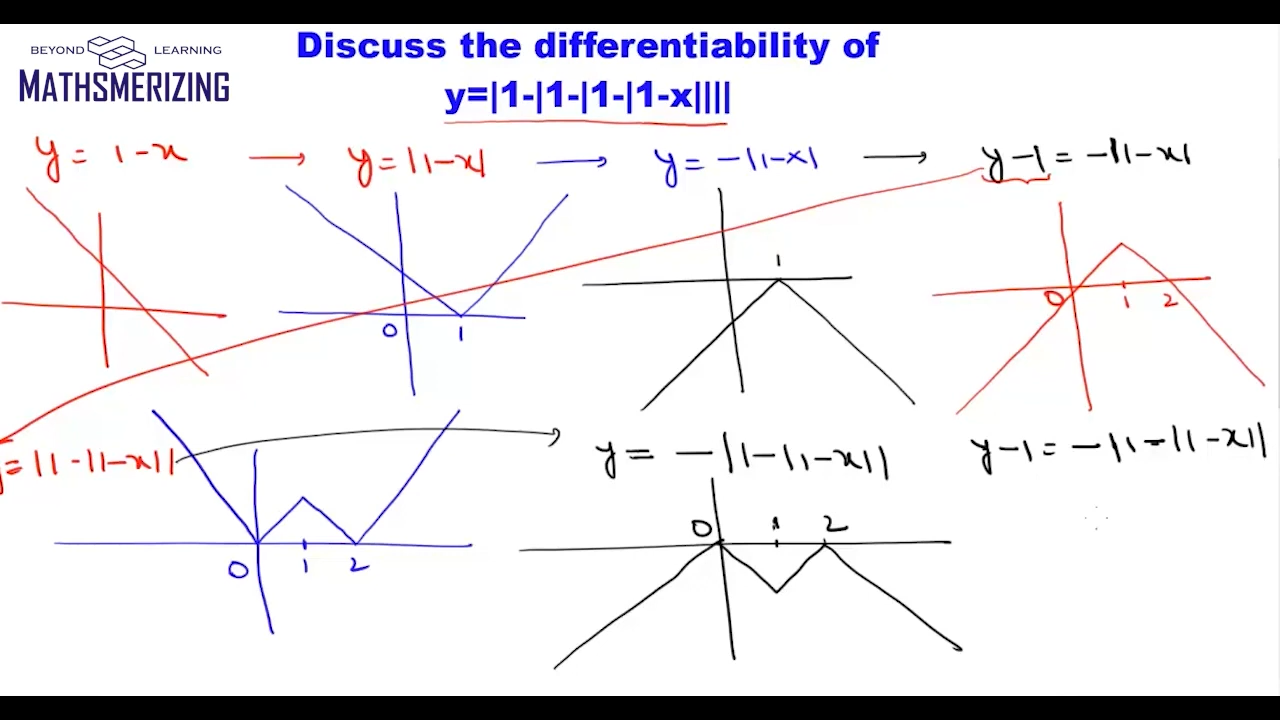 BEYOND LEARNING
MATHSMERIZING
Discuss the differentiability of
y=|1-|1-|1-|1-x||||
y = 1-x → y = |1-x| → y = -|1-x| → y-1 = -|1-x|
0 1
1
0 1 2
y = |1-|1-x|| → y = -|1-|1-x|| y-1 = -|1-|1-x||
0 1 2
0 1 2